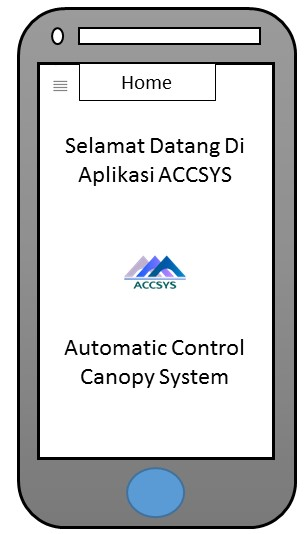 Home
Selamat Datang Di
Aplikasi ACCSYS
ACCSYS
Automatic Control
Canopy System